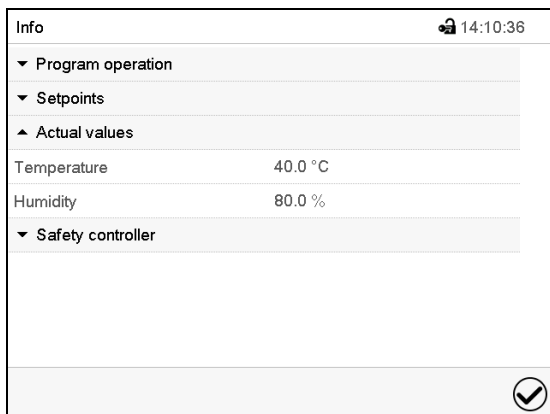 Info 14:10:36
Program operation
Setpoints
Actual values
Temperature 40.0 °C
Humidity 80.0 %
Safety controller